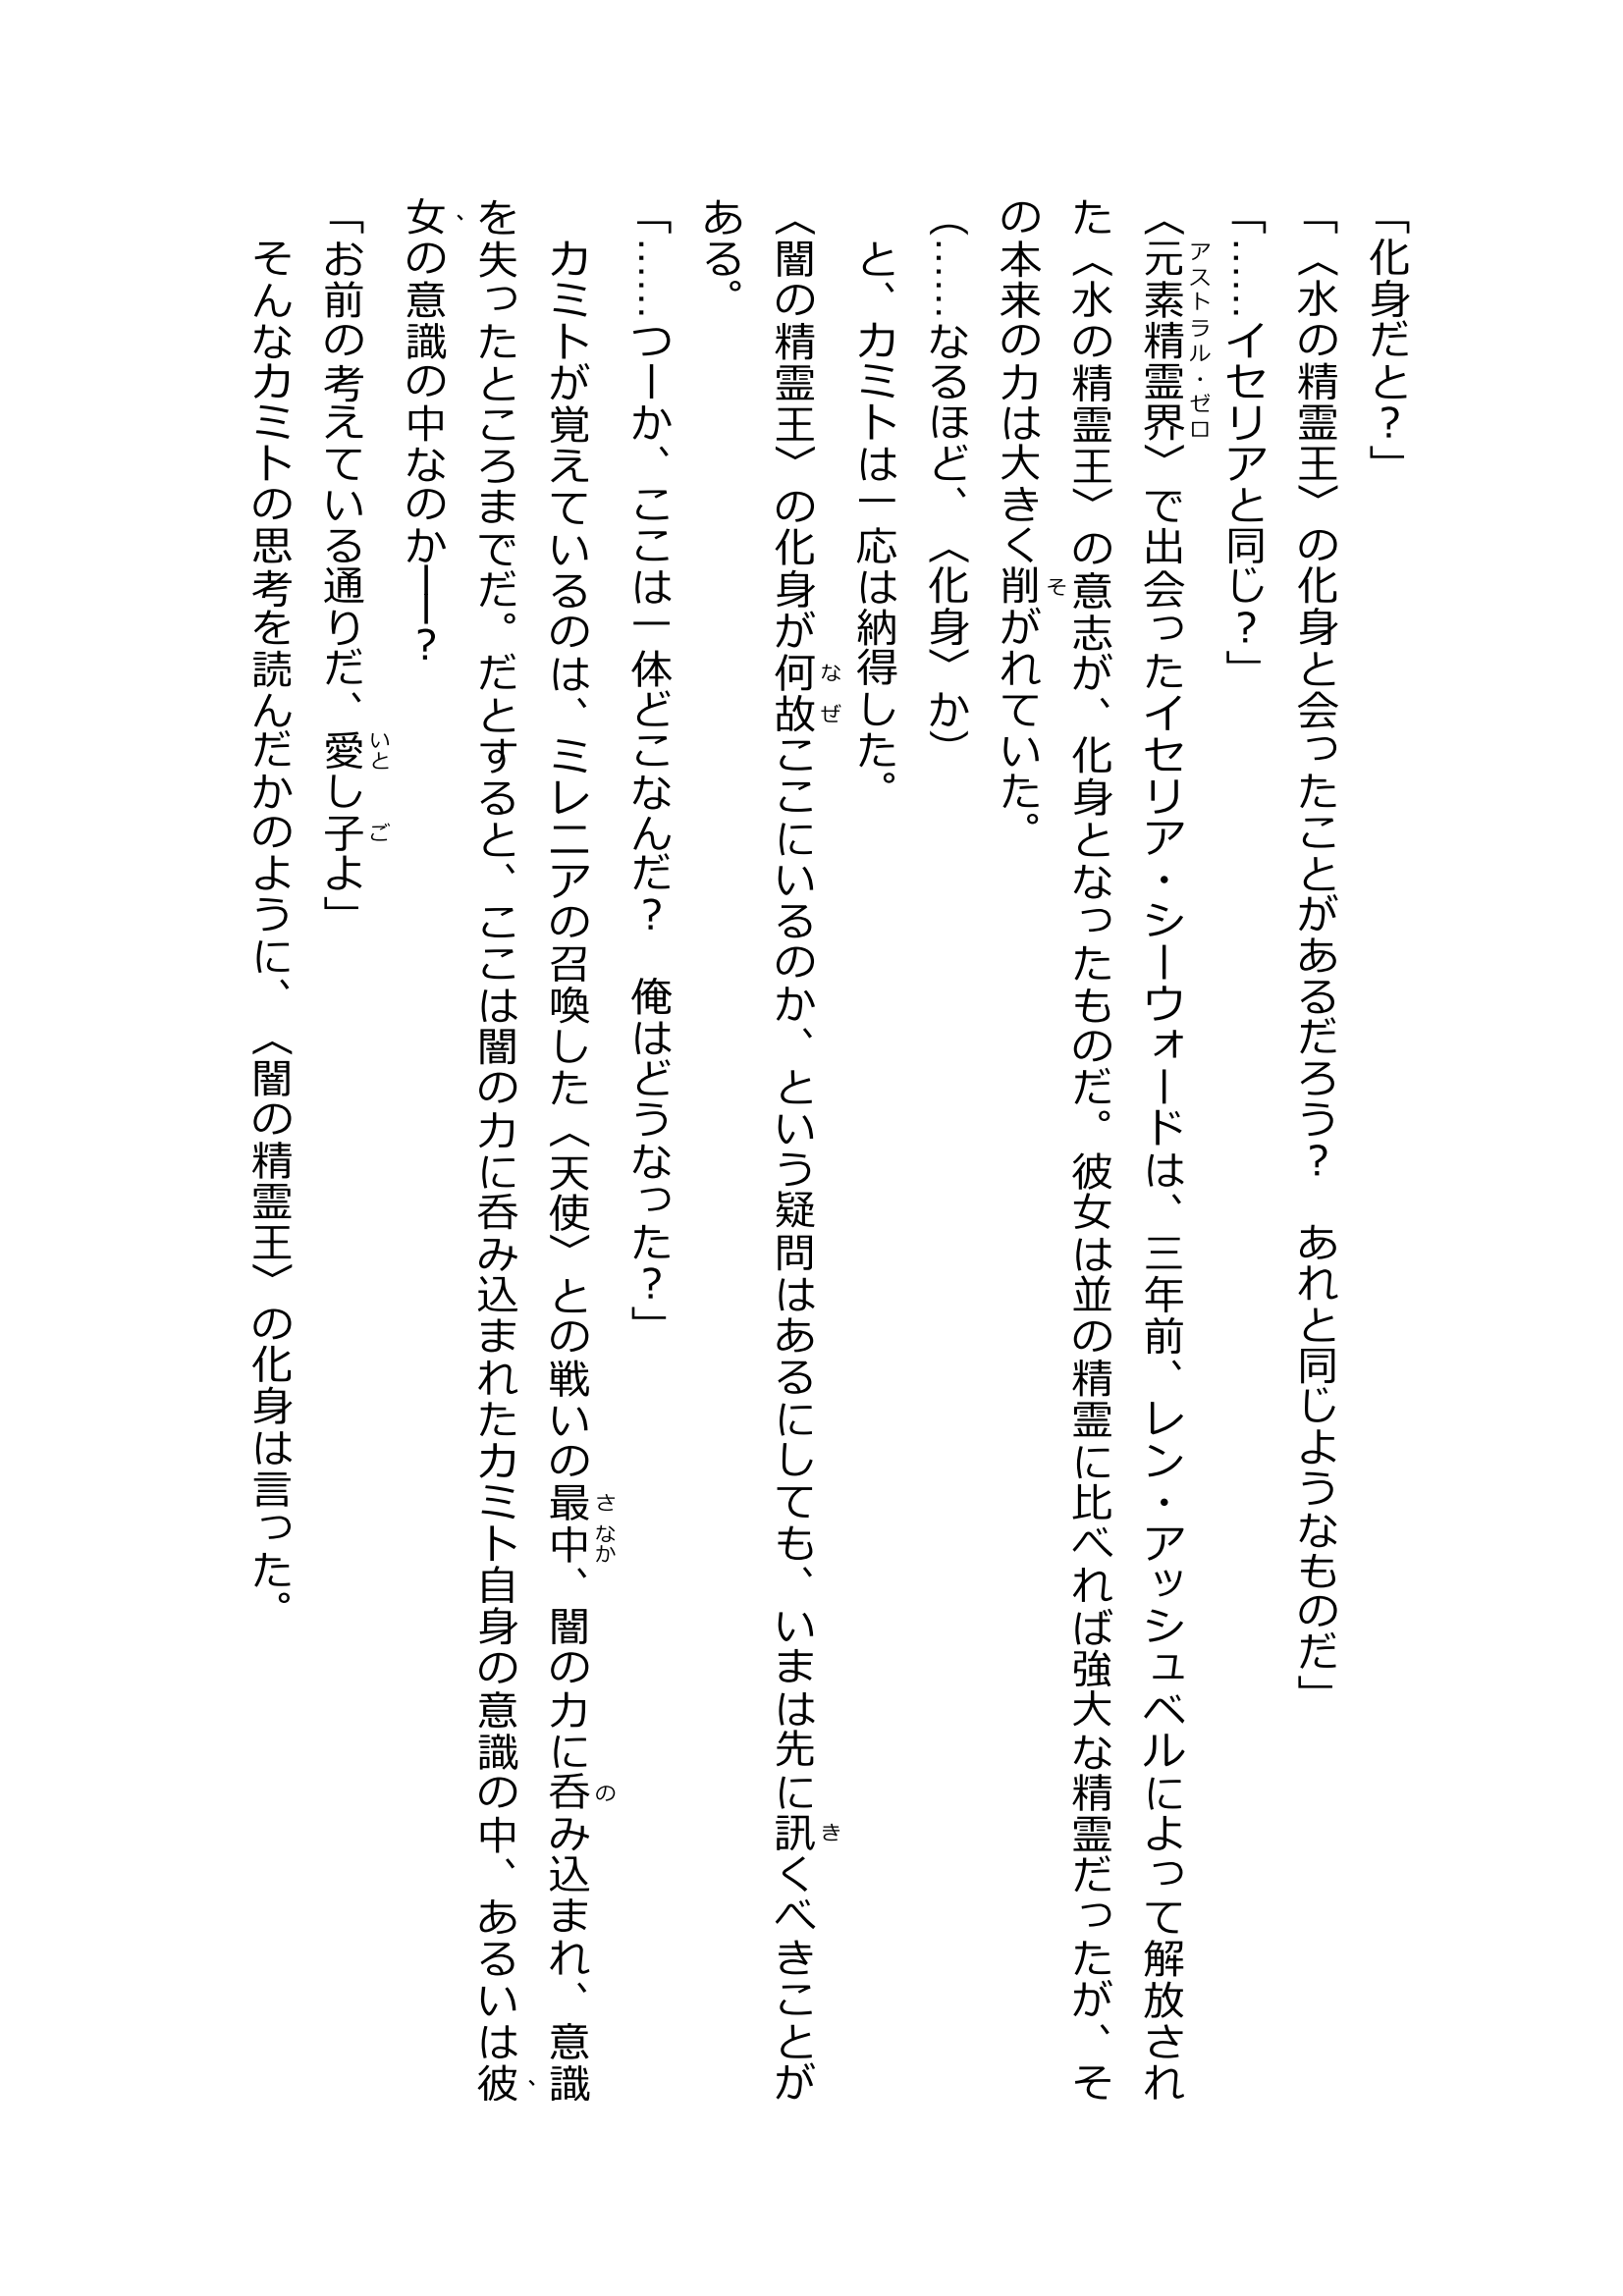 「化身だと？」
「〈水の精霊王〉の化身と会ったことがあるだろう？　あれと同じようなものだ」
「……イセリアと同じ？」
〈元素精霊界〉で出会ったイセリア・シーウォードは、三年前、レン・アッシュベルによって解放され
た〈水の精霊王〉の意志が、化身となったものだ。彼女は並の精霊に比べれば強大な精霊だったが、そ
の本来の力は大きく削がれていた。
（……なるほど、〈化身〉か）
　と、カミトは一応は納得した。
〈闇の精霊王〉の化身が何故ここにいるのか、という疑問はあるにしても、いまは先に訊くべきことが
ある。
「……つーか、ここは一体どこなんだ？　俺はどうなった？」
　カミトが覚えているのは、ミレニアの召喚した〈天使〉との戦いの最中、闇の力に呑み込まれ、意識
を失ったところまでだ。だとすると、ここは闇の力に呑み込まれたカミト自身の意識の中、あるいは彼
女の意識の中なのか――？
「お前の考えている通りだ、愛し子よ」
　そんなカミトの思考を読んだかのように、〈闇の精霊王〉の化身は言った。